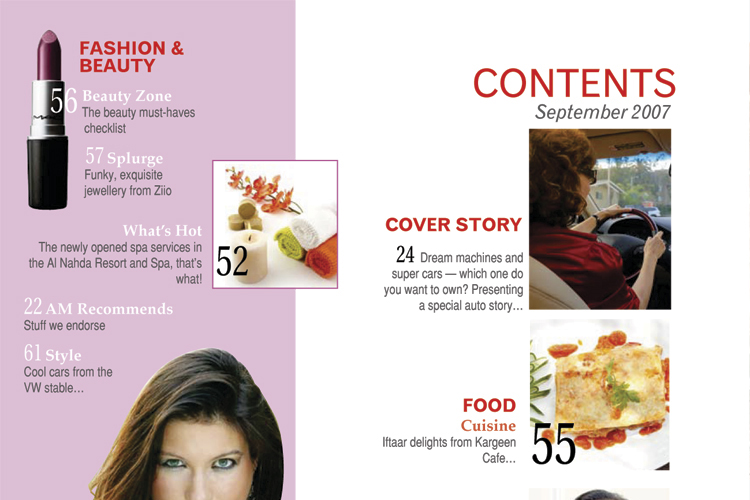 FASHION &
BEAUTY
56 Beauty Zone
The beauty must-haves
checklist
57 Splurge
Funky, exquisite
jewellery from Ziio
What's Hot
The newly opened spa services in
the Al Nahda Resort and Spa, that's
what!
52
22 AM Recommends
Stuff we endorse
61 Style
Cool cars from the
VW stable…
CONTENTS
September 2007
COVER STORY
24 Dream machines and
super cars — which one do
you want to own? Presenting
a special auto story…
FOOD
Cuisine
Iftaar delights from Kargeen
Cafe…
55